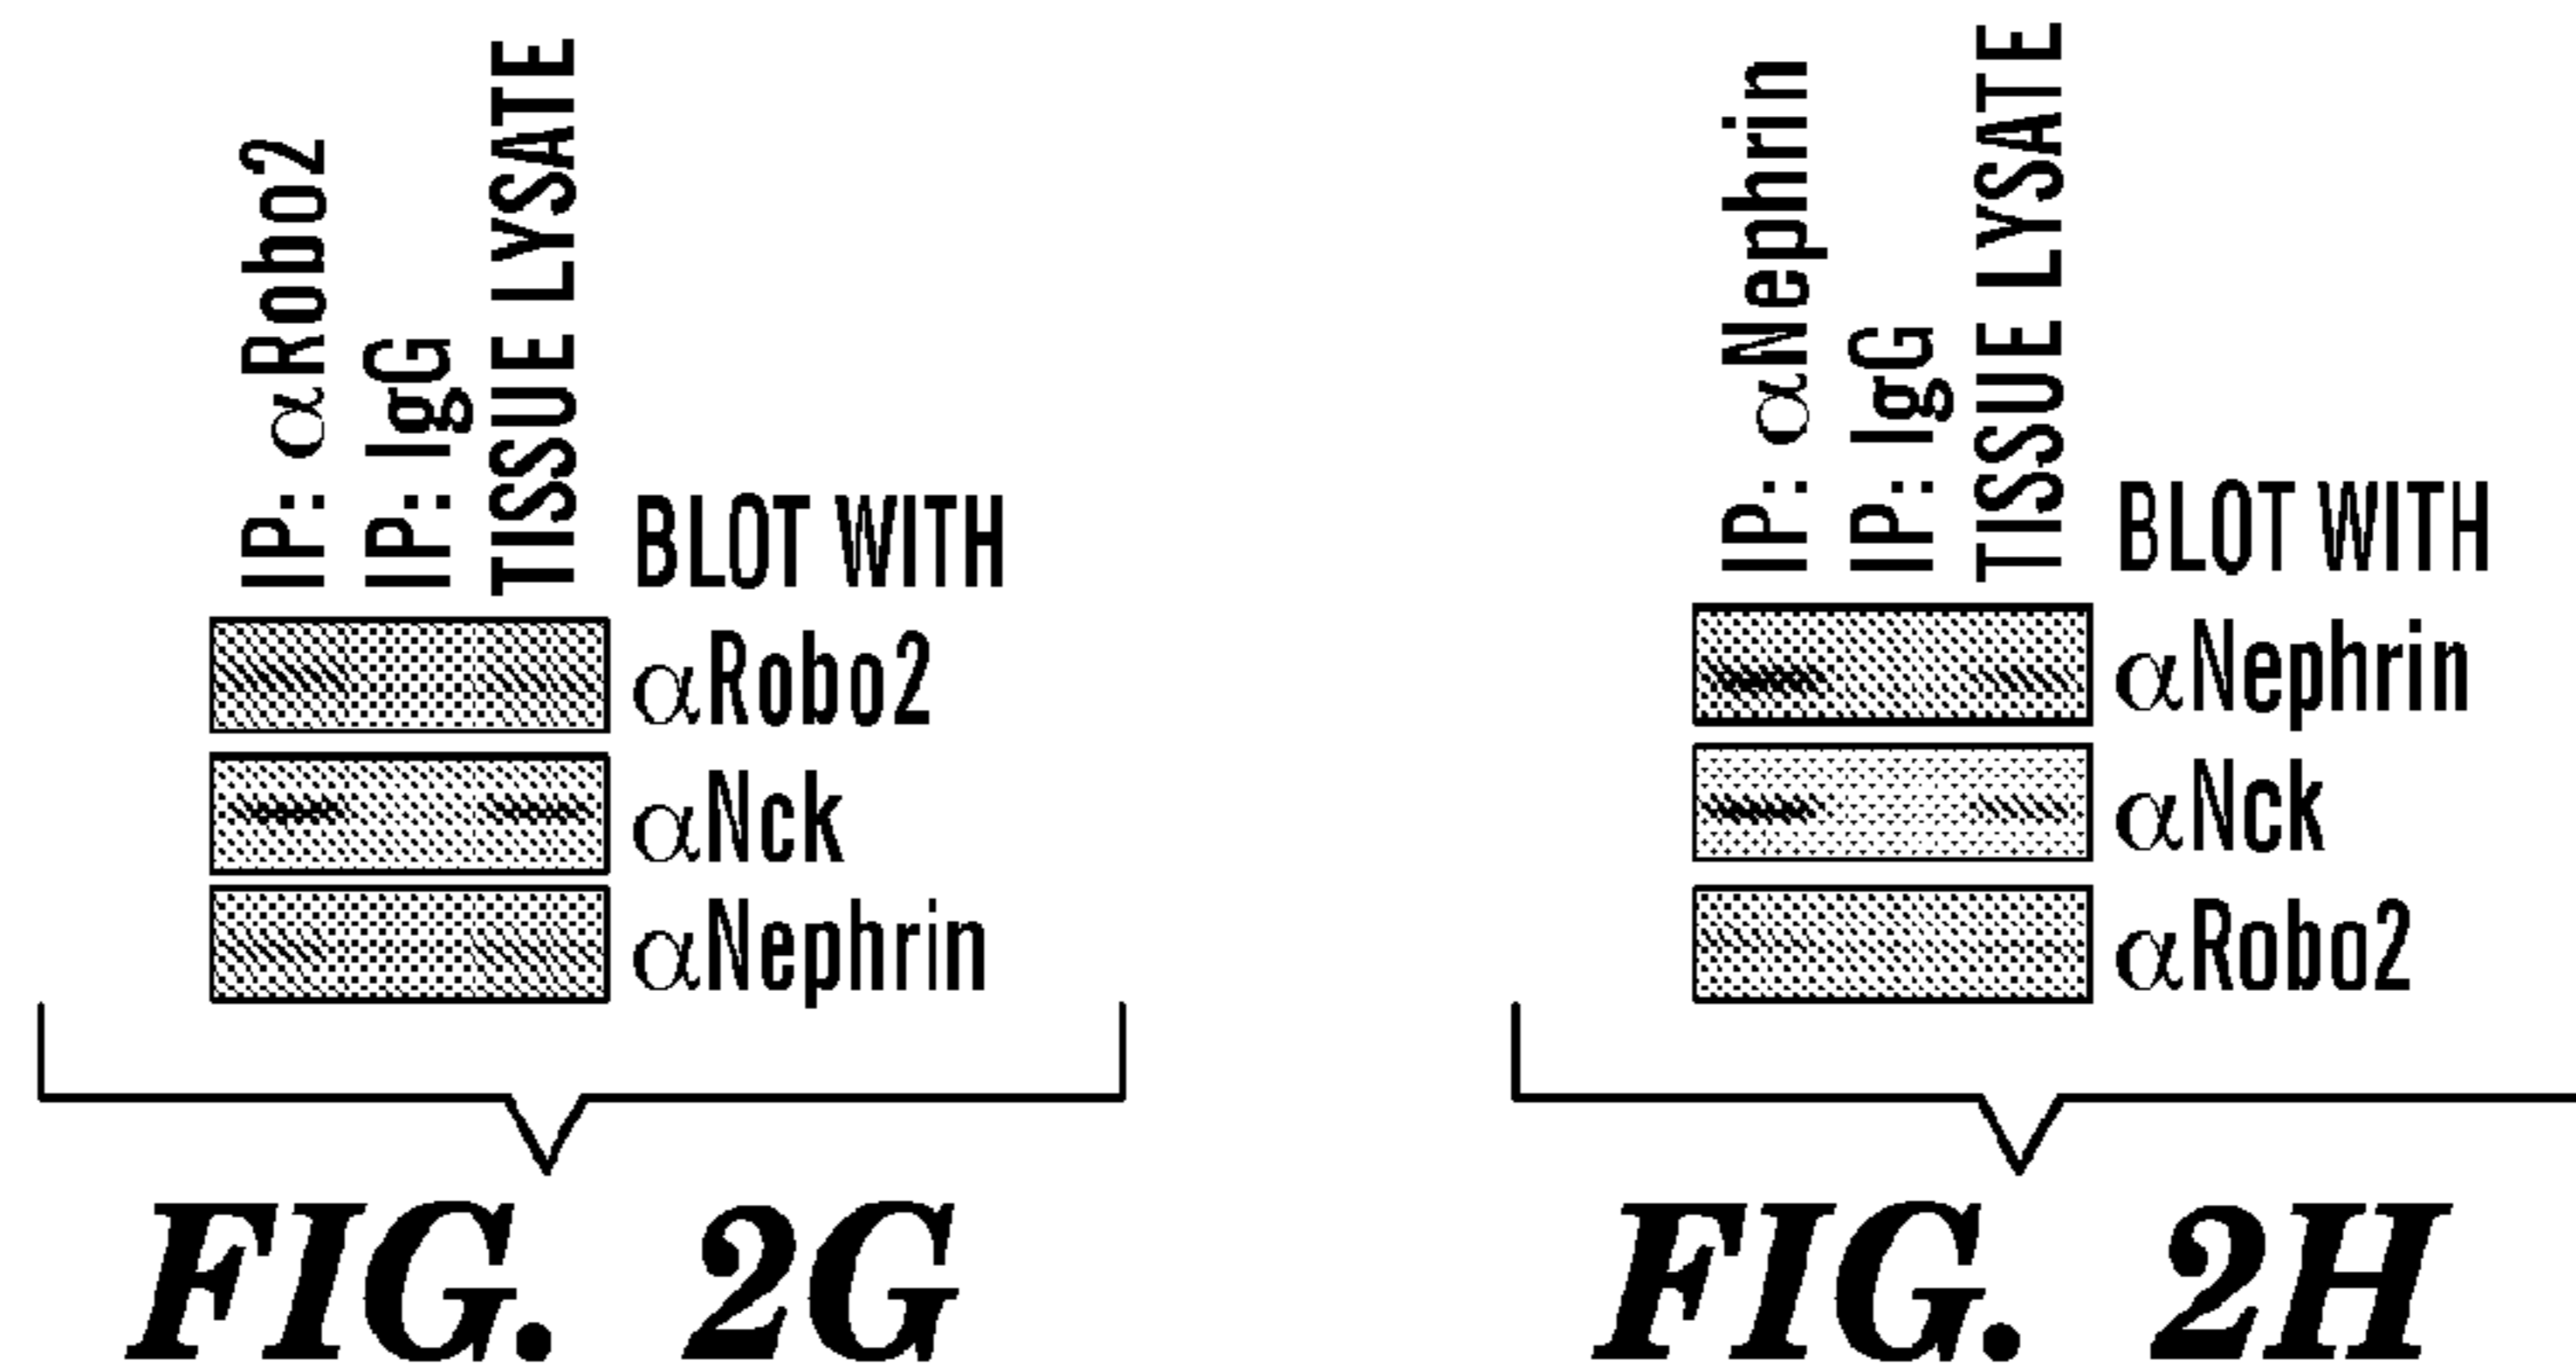 IP: αRobo2
IP: IgG
TISSUE LYSATE
BLOT WITH
αRobo2
αNck
αNephrin
FIG. 2G
IP: αNephrin
IP: IgG
TISSUE LYSATE
BLOT WITH
αNephrin
αNck
αRobo2
FIG. 2H